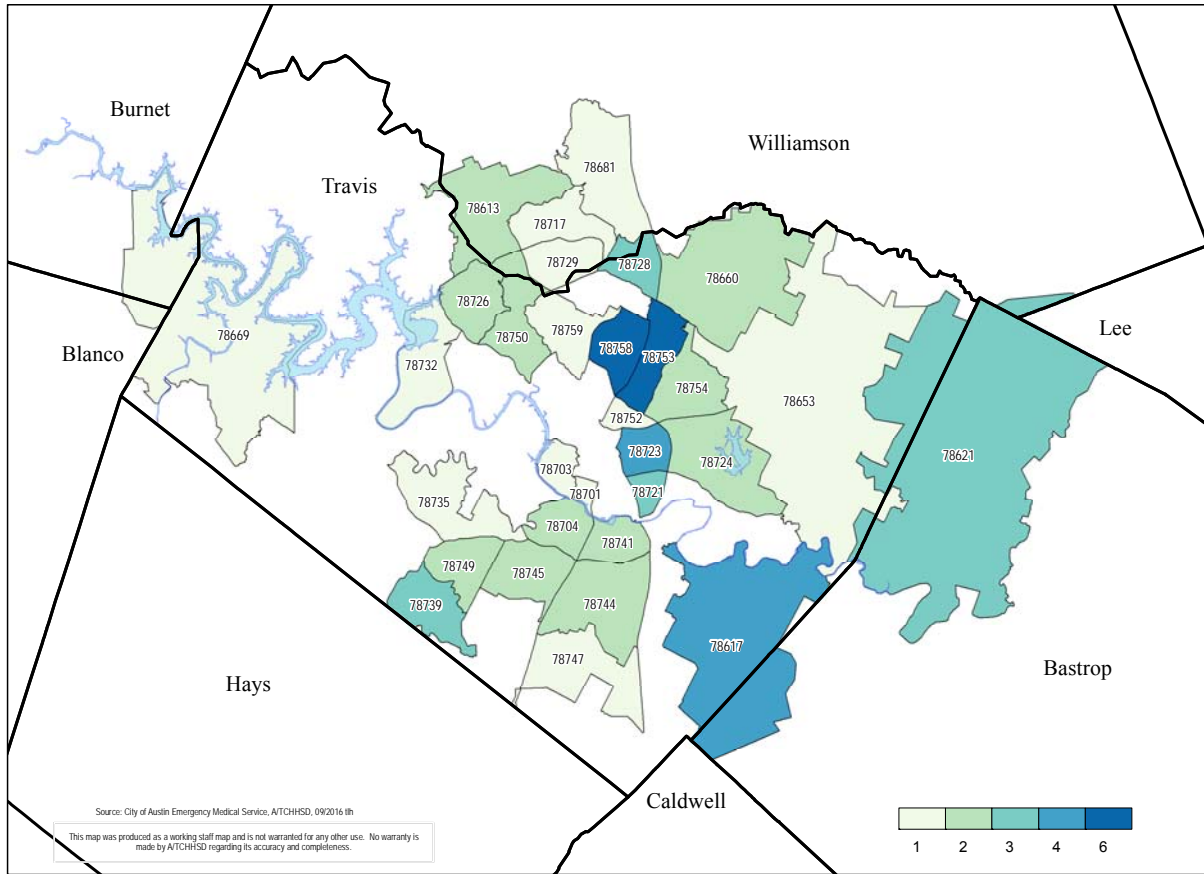 Burnet
Williamson
78681
Travis
78613
78717
78729
78728
78660
78726
78669
78750
78759
78758
78753
Lee
Blanco
78732
78754
78653
78752
78723
78724
78621
78703
78735
78701
78721
78704
78741
78749
78745
78739
78744
78617
78747
Bastrop
Hays
Caldwell
Source: City of Austin Emergency Medical Service, A/TCHHSD, 09/2016 tlh
This map was produced as a working staff map and is not warranted for any other use. No warranty is
made by A/TCHHSD regarding its accuracy and completeness.
1 2 3 4 6